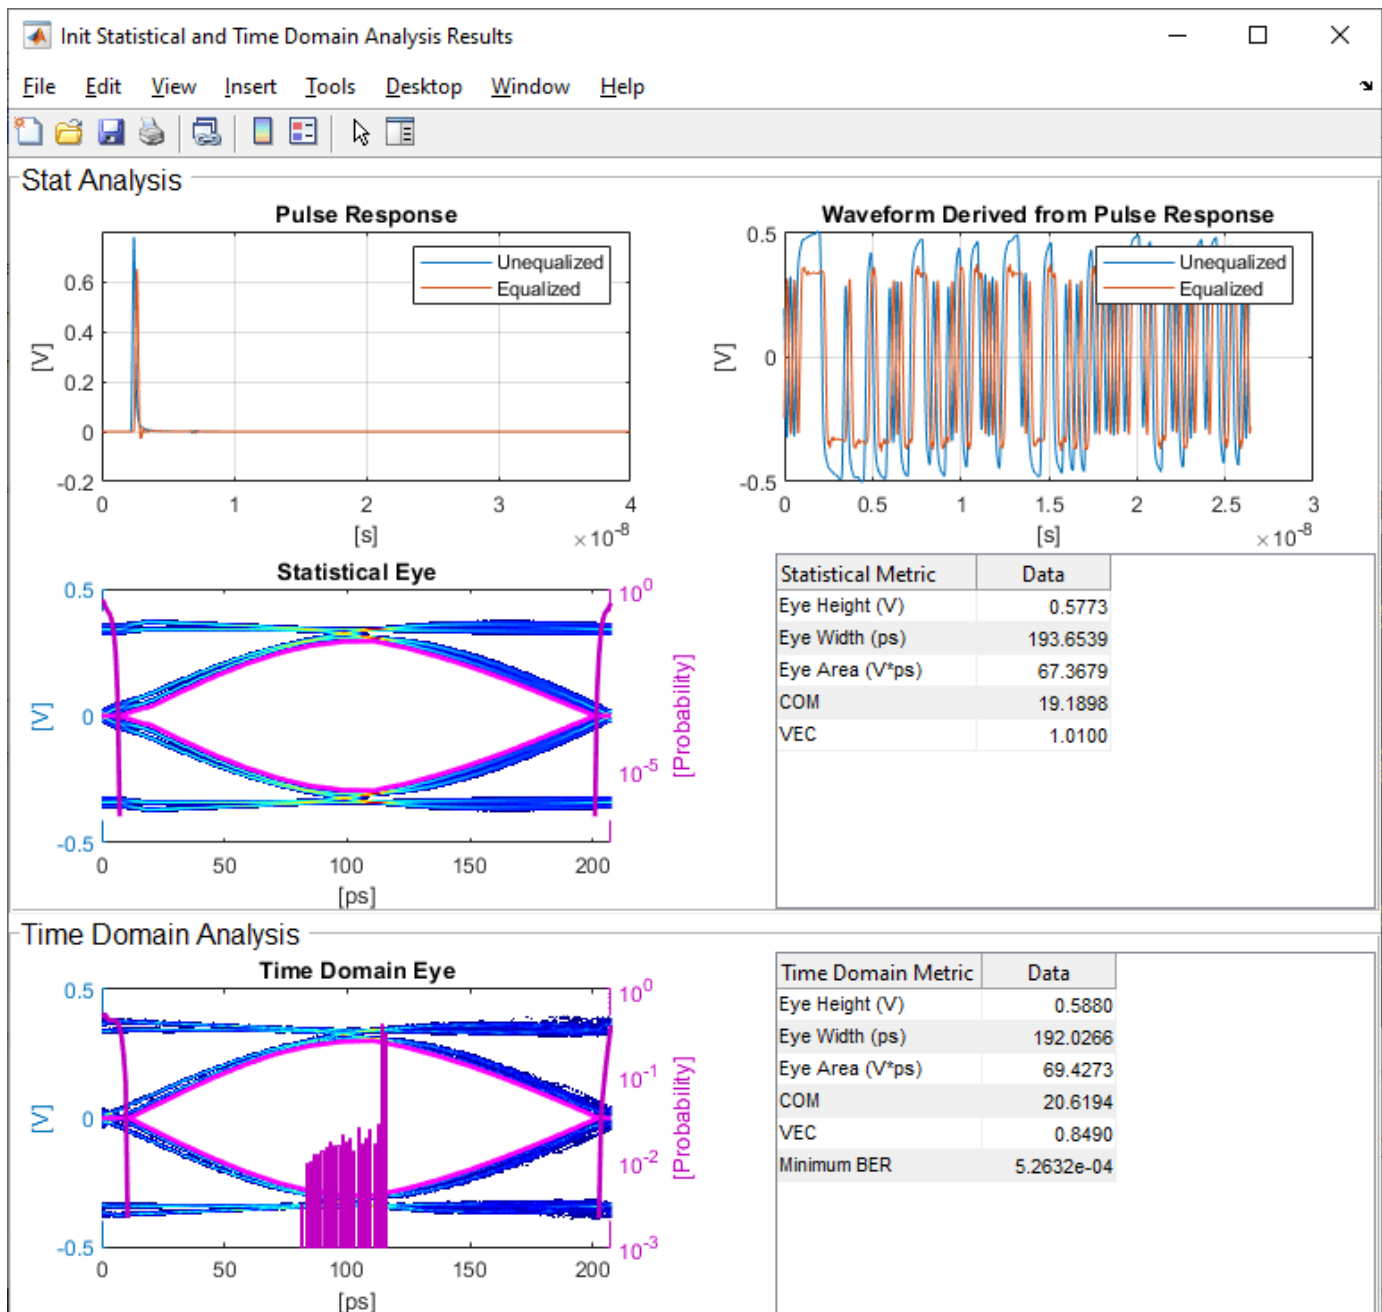 Init Statistical and Time Domain Analysis Results
File Edit View Insert Tools Desktop Window Help
Stat Analysis
Pulse Response
Unequalized
Equalized
[V]
0.6
0.4
0.2
0
-0.2
0 1 2 3 4
[s]
×10-8
Waveform Derived from Pulse Response
Unequalized
Equalized
[V]
0.5
0
-0.5
0 0.5 1 1.5 2 2.5 3
[s]
×10-8
Statistical Eye
[V]
0.5
0
-0.5
0 50 100 150 200
[ps]
100
10-5
[Probability]
Statistical Metric Data
Eye Height (V) 0.5773
Eye Width (ps) 193.6539
Eye Area (V*ps) 67.3679
COM 19.1898
VEC 1.0100
Time Domain Analysis
Time Domain Eye
[V]
0.5
0
-0.5
0 50 100 150 200
[ps]
100
10-1
10-2
10-3
[Probability]
Time Domain Metric Data
Eye Height (V) 0.5880
Eye Width (ps) 192.0266
Eye Area (V*ps) 69.4273
COM 20.6194
VEC 0.8490
Minimum BER 5.2632e-04